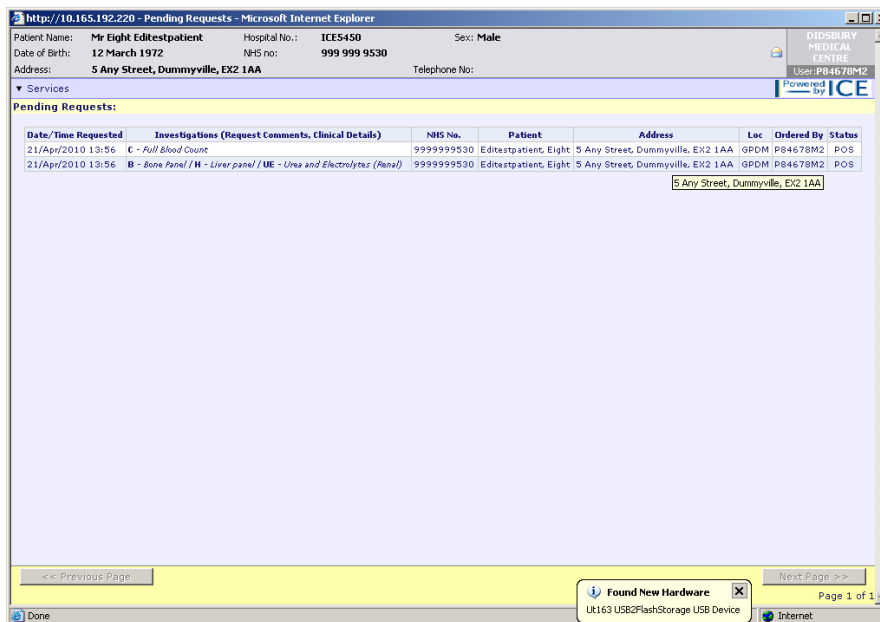 http://10.165.192.220 - Pending Requests - Microsoft Internet Explorer
Patient Name: Mr Eight Editestpatient Hospital No.: ICE5450 Sex: Male
Date of Birth: 12 March 1972 NHS no: 999 999 9530
Address: 5 Any Street, Dummyville, EX2 1AA Telephone No:
DIDSBURY
MEDICAL
CENTRE
User:P84678M2
▼ Services
Powered by ICE
Pending Requests:
Date/Time Requested Investigations (Request Comments, Clinical Details) NHS No. Patient Address Loc Ordered By Status
21/Apr/2010 13:56 C - Full Blood Count 9999999530 Editestpatient, Eight 5 Any Street, Dummyville, EX2 1AA GPDM P84678M2 POS
21/Apr/2010 13:56 B - Bone Panel / H - Liver panel / UE - Urea and Electrolytes (Renal) 9999999530 Editestpatient, Eight 5 Any Street, Dummyville, EX2 1AA GPDM P84678M2 POS
5 Any Street, Dummyville, EX2 1AA
<< Previous Page Next Page >>
Page 1 of 1
Found New Hardware
Ut163 USB2FlashStorage USB Device
Done Internet